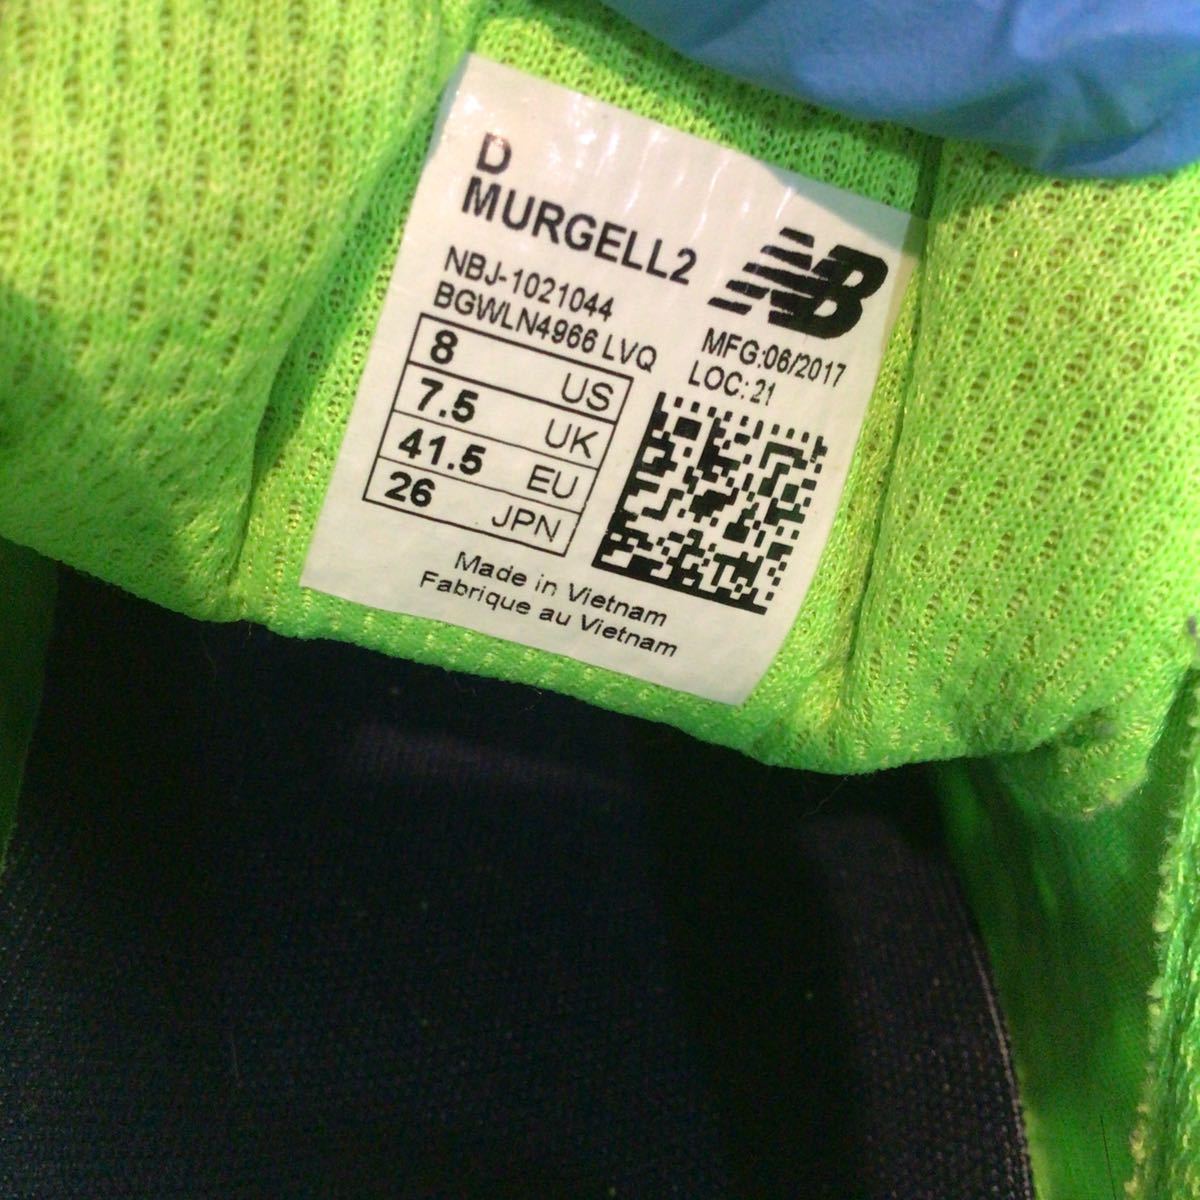 D
MURGELL2
NB
NBJ-1021044
BGWLN4966 LVQ
MFG:06/2017
LOC: 21
8 US
7.5 UK
41.5 EU
26 JPN
Made in Vietnam
Fabrique au Vietnam